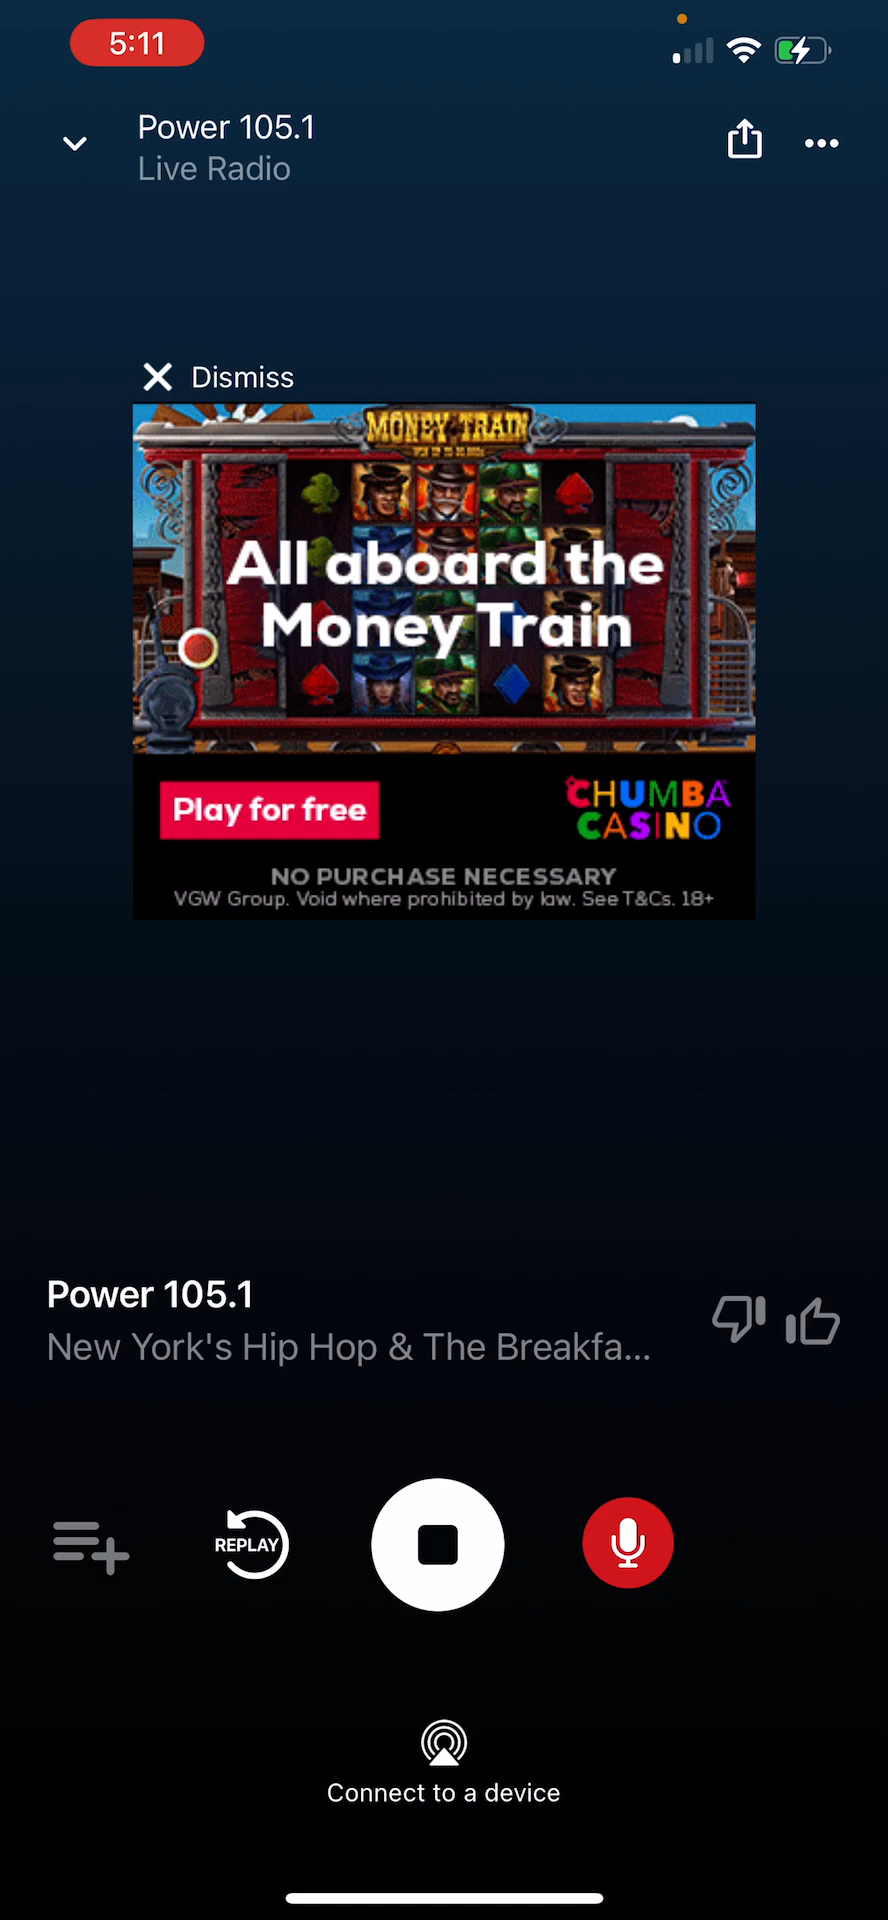 5:11
Power 105.1
Live Radio
Dismiss
MONEY TRAIN
All aboard the
Money Train
Play for free
CHUMBA
CASINO
NO PURCHASE NECESSARY
VGW Group. Void where prohibited by law. See T&Cs. 18+
Power 105.1
New York's Hip Hop & The Breakfa...
REPLAY
Connect to a device